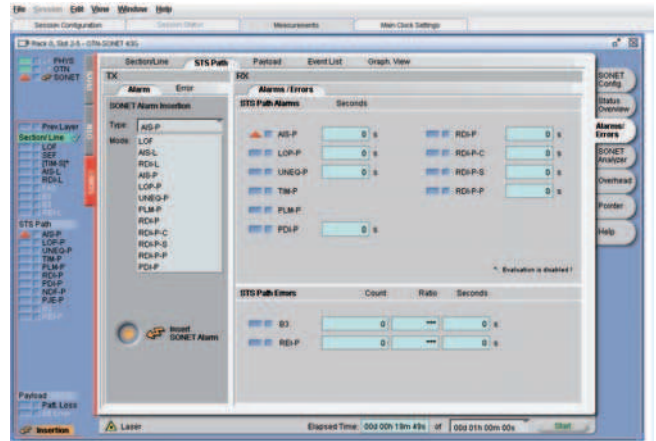 File Session Edit View Window Help
Session Configuration Session Status Measurements Main Clock Settings
Rack 0, Slot 2-5 - OTN-SONET 43G
PHYS
OTN
SONET
Section/Line STS Path Payload Event List Graph. View
TX
Alarm Error
SONET Alarm Insertion
Type: AIS-P
Mode:
LOF
AIS-L
RDI-L
AIS-P
LOP-P
UNEQ-P
PLM-P
RDI-P
RDI-P-C
RDI-P-S
RDI-P-P
PDI-P
Insert
SONET Alarm
RX
Alarms / Errors
STS Path Alarms Seconds
AIS-P 0 s RDI-P 0 s
LOP-P 0 s RDI-P-C 0 s
UNEQ-P 0 s RDI-P-S 0 s
TIM-P RDI-P-P 0 s
PLM-P
PDI-P 0 s
*: Evaluation is disabled !
STS Path Errors Count Ratio Seconds
B3 0 *** 0 s
REI-P 0 *** 0 s
SONET
Config.
Status
Overview
Alarms/
Errors
SONET
Analyzer
Overhead
Pointer
Help
Prev Layer
Section/ Line
LOF
SEF
[TIM-S]*
AIS-L
RDI-L
STS Path
AIS-P
LOP-P
UNEQ-P
TIM-P
PLM-P
RDI-P
PDI-P
NDF-P
PJE-P
Payload
Patt. Loss
Bit Error
Insertion
Laser Elapsed Time: 00d 00h 19m 49s of 00d 01h 00m 00s Start